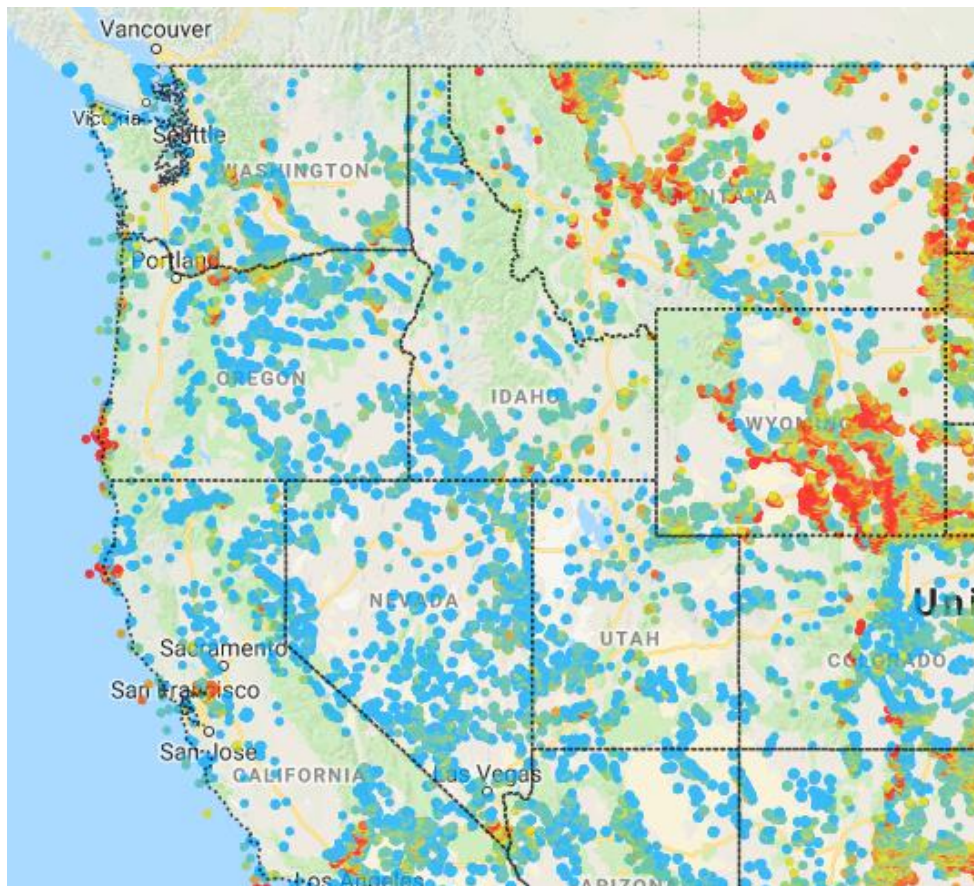 Vancouver
Victoria
Seattle
WASHINGTON
MONTANA
Portland
OREGON
IDAHO
WYOMING
NEVADA
Uni
Sacramento
UTAH
COLORADO
San Francisco
San Jose
CALIFORNIA
Las Vegas
Los Angeles
ARIZONA